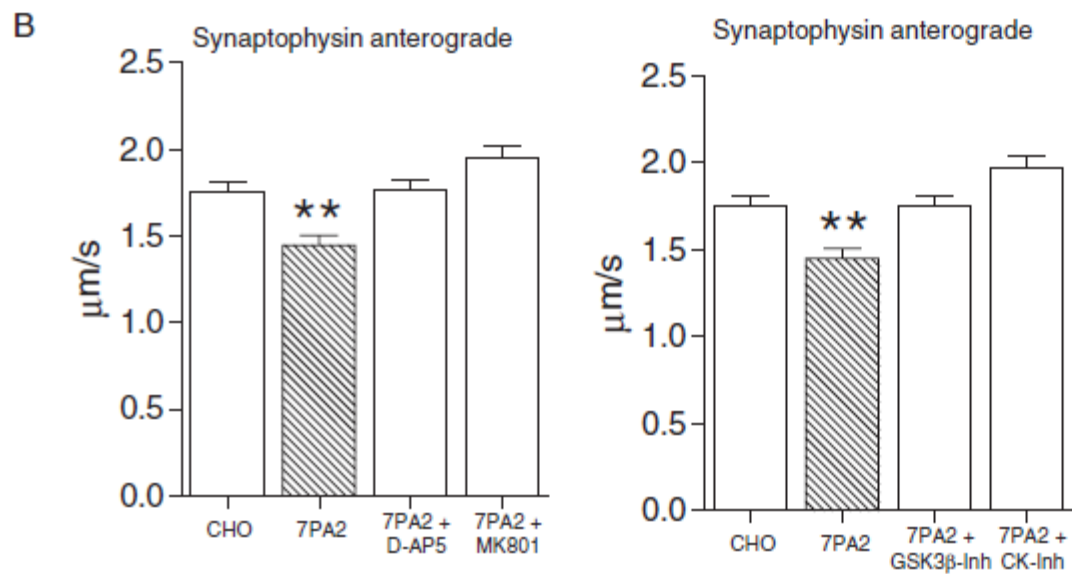 B
Synaptophysin anterograde
2.5
2.0
1.5
1.0
0.5
0.0
μm/s
**
CHO
7PA2
7PA2 +
D-AP5
7PA2 +
MK801
Synaptophysin anterograde
2.5
2.0
1.5
1.0
0.5
0.0
μm/s
**
CHO
7PA2
7PA2 +
GSK3β-Inh
7PA2 +
CK-Inh